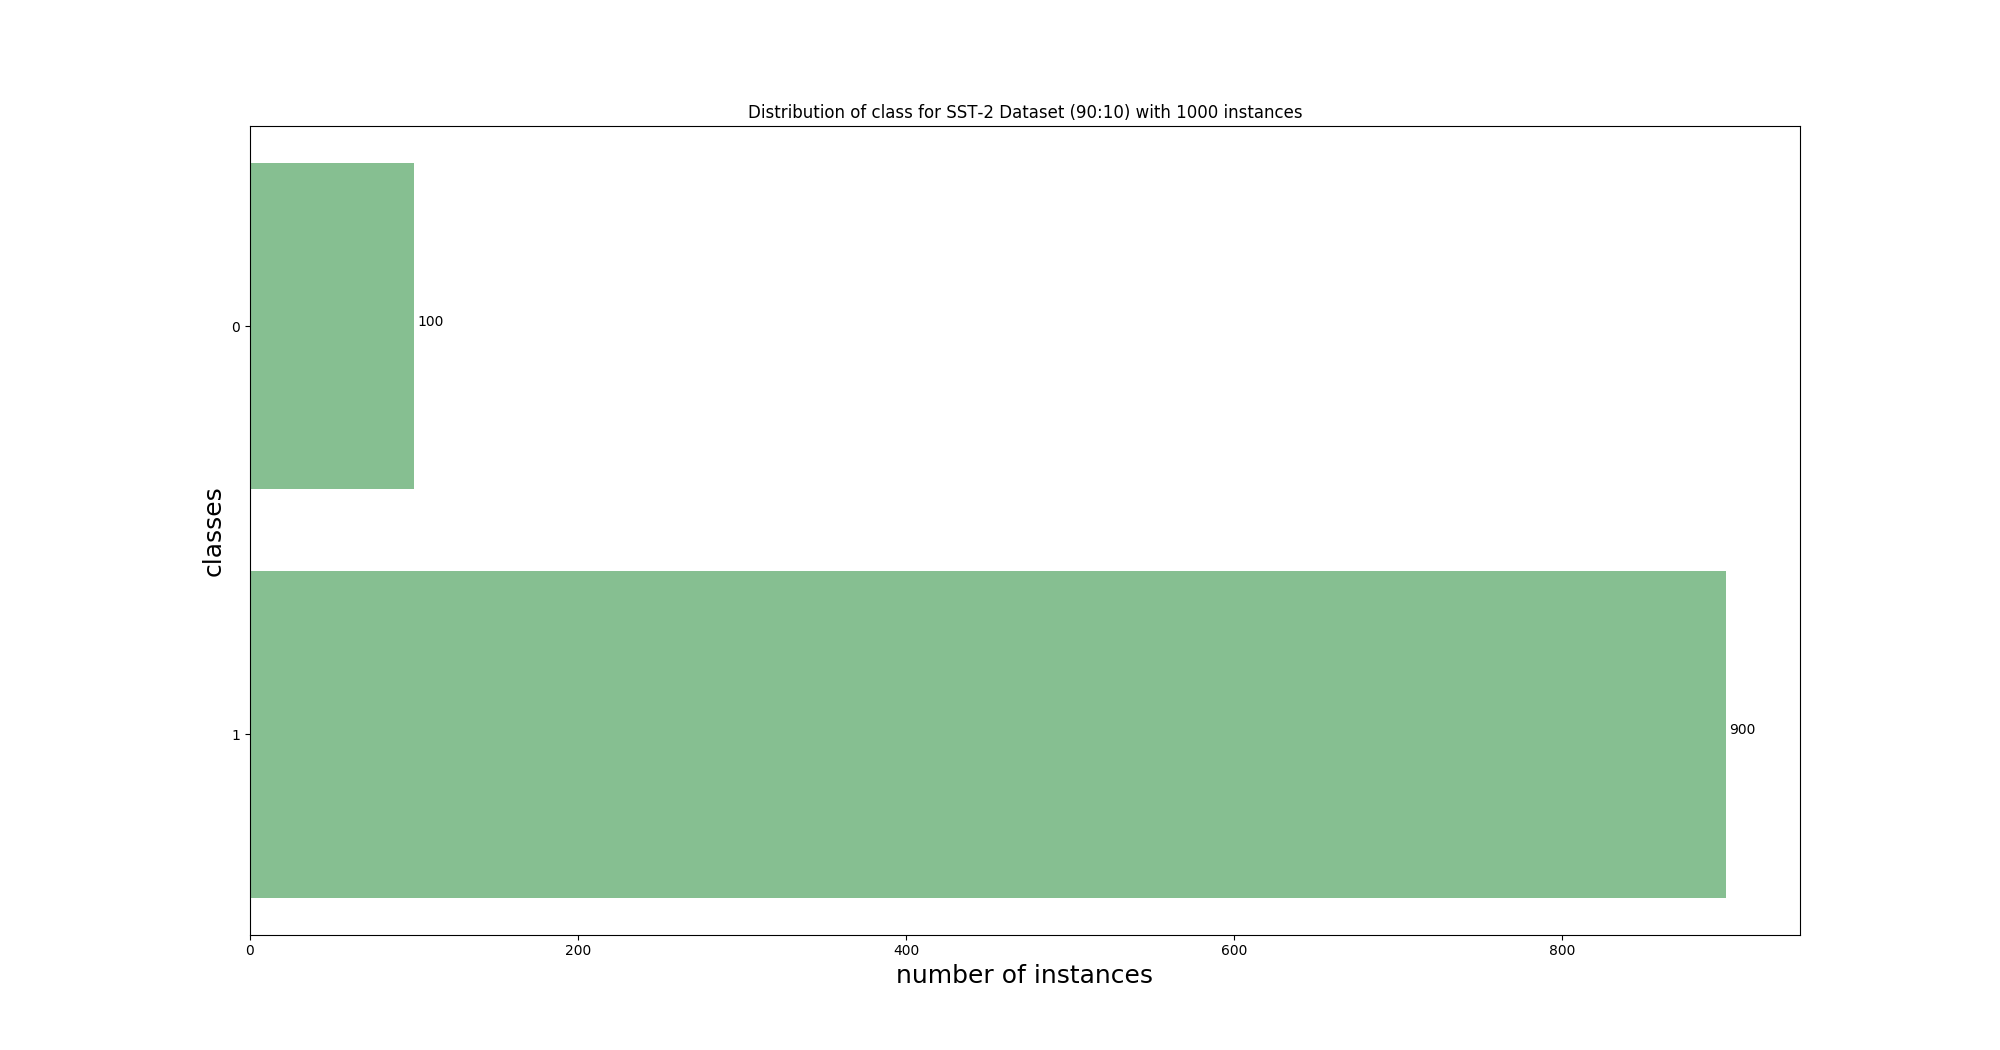 Distribution of class for SST-2 Dataset (90:10) with 1000 instances
0
100
classes
1
900
0 200 400 600 800
number of instances